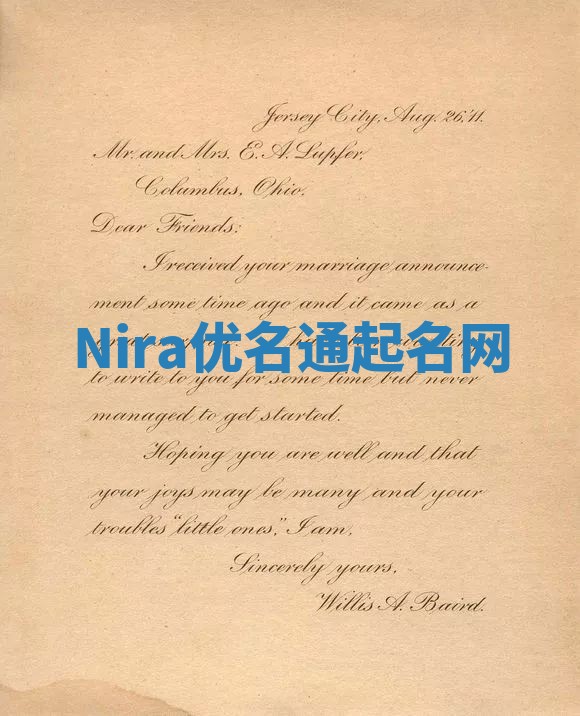 Jersey City, Aug. 26,'11.
Mr. and Mrs. E. A. Lupfer,
Columbus, Ohio.
Dear Friends:
I received your marriage announce-
ment some time ago and it came as a
Nira优名通起名网
to write to you for some time but never
managed to get started.
Hoping you are well and that
your joys may be many and your
troubles "little ones," I am,
Sincerely yours,
Willis A. Baird.